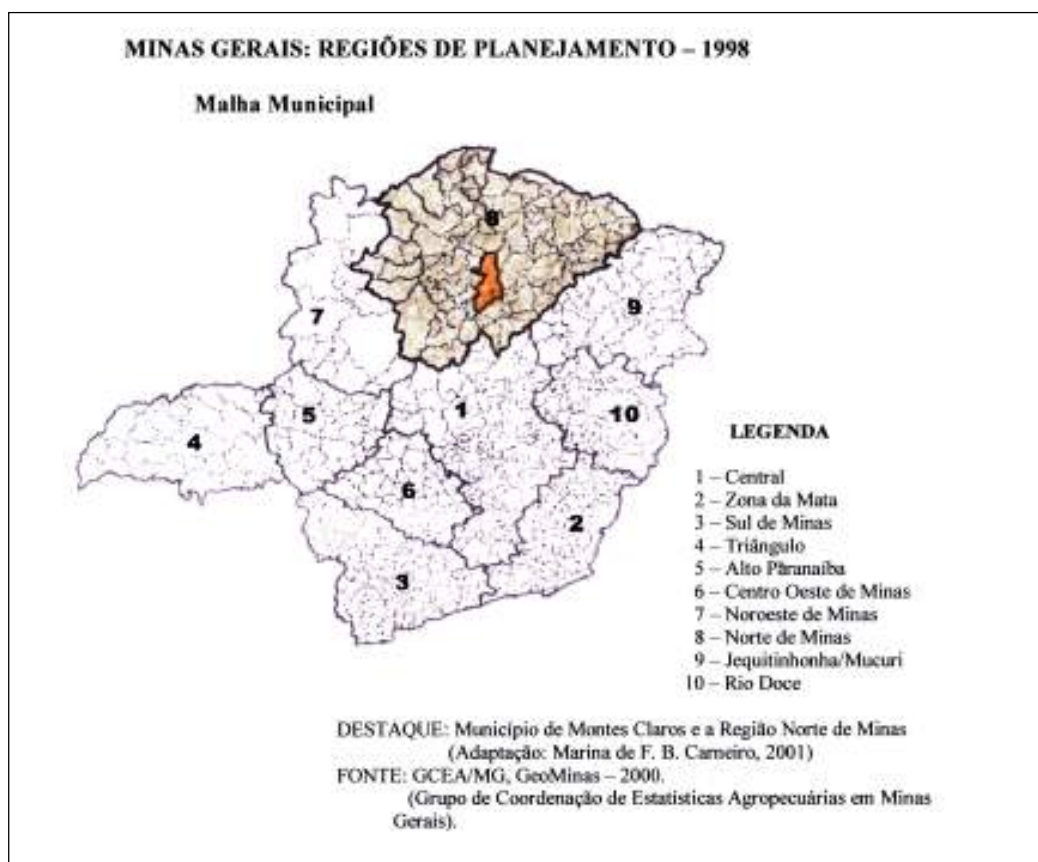 MINAS GERAIS: REGIÕES DE PLANEJAMENTO – 1998
Malha Municipal
8
7
9
1
5
10
4
6
2
3
LEGENDA
1 – Central
2 – Zona da Mata
3 – Sul de Minas
4 – Triângulo
5 – Alto Pãranaiba
6 – Centro Oeste de Minas
7 – Noroeste de Minas
8 – Norte de Minas
9 – Jequitinhonha/Mucuri
10 – Rio Doce
DESTAQUE: Município de Montes Claros e a Região Norte de Minas
(Adaptação: Marina de F. B. Carneiro, 2001)
FONTE: GCEA/MG, GeoMinas – 2000.
(Grupo de Coordenação de Estatísticas Agropecuárias em Minas
Gerais).